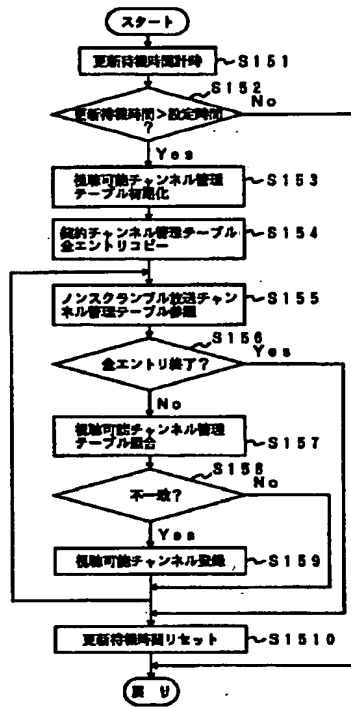 スタート
更新待機時間計時
S151
更新待機時間>設定時間
?
S152
No
Yes
視聴可能チャンネル管理
テーブル初期化
S153
契約チャンネル管理テーブル
全エントリコピー
S154
ノンスクランブル放送チャン
ネル管理テーブル参照
S155
全エントリ終了?
S156
Yes
No
視聴可能チャンネル管理
テーブル照合
S157
不一致?
S158
No
Yes
視聴可能チャンネル登録
S159
更新待機時間リセット
S1510
戻り